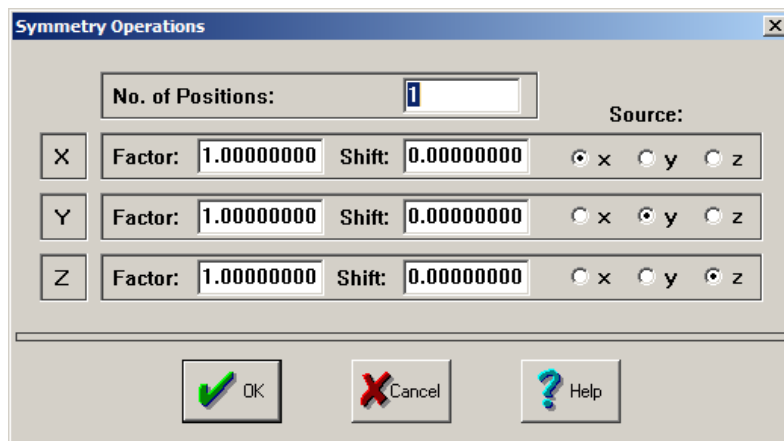 Symmetry Operations
No. of Positions: 1
Source:
X Factor: 1.00000000 Shift: 0.00000000 x y z
Y Factor: 1.00000000 Shift: 0.00000000 x y z
Z Factor: 1.00000000 Shift: 0.00000000 x y z
OK Cancel Help